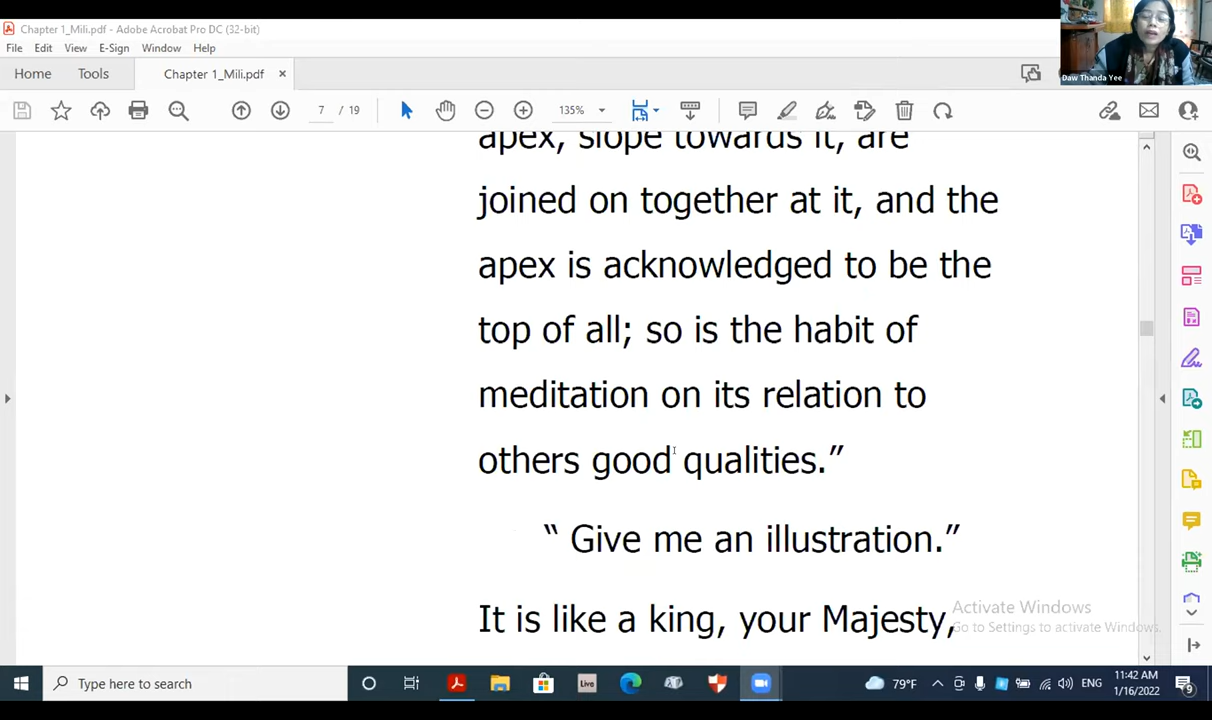 Chapter 1_Mili.pdf - Adobe Acrobat Pro DC (32-bit)
File Edit View E-Sign Window Help
Home Tools Chapter 1_Mili.pdf ×
7 / 19 135%
Daw Thanda Yee
apex, slope towards it, are
joined on together at it, and the
apex is acknowledged to be the
top of all; so is the habit of
meditation on its relation to
others good qualities.”
“ Give me an illustration.”
It is like a king, your Majesty,
Activate Windows
Go to Settings to activate Windows.
Type here to search
Live
79°F
ENG
11:42 AM
1/16/2022
9